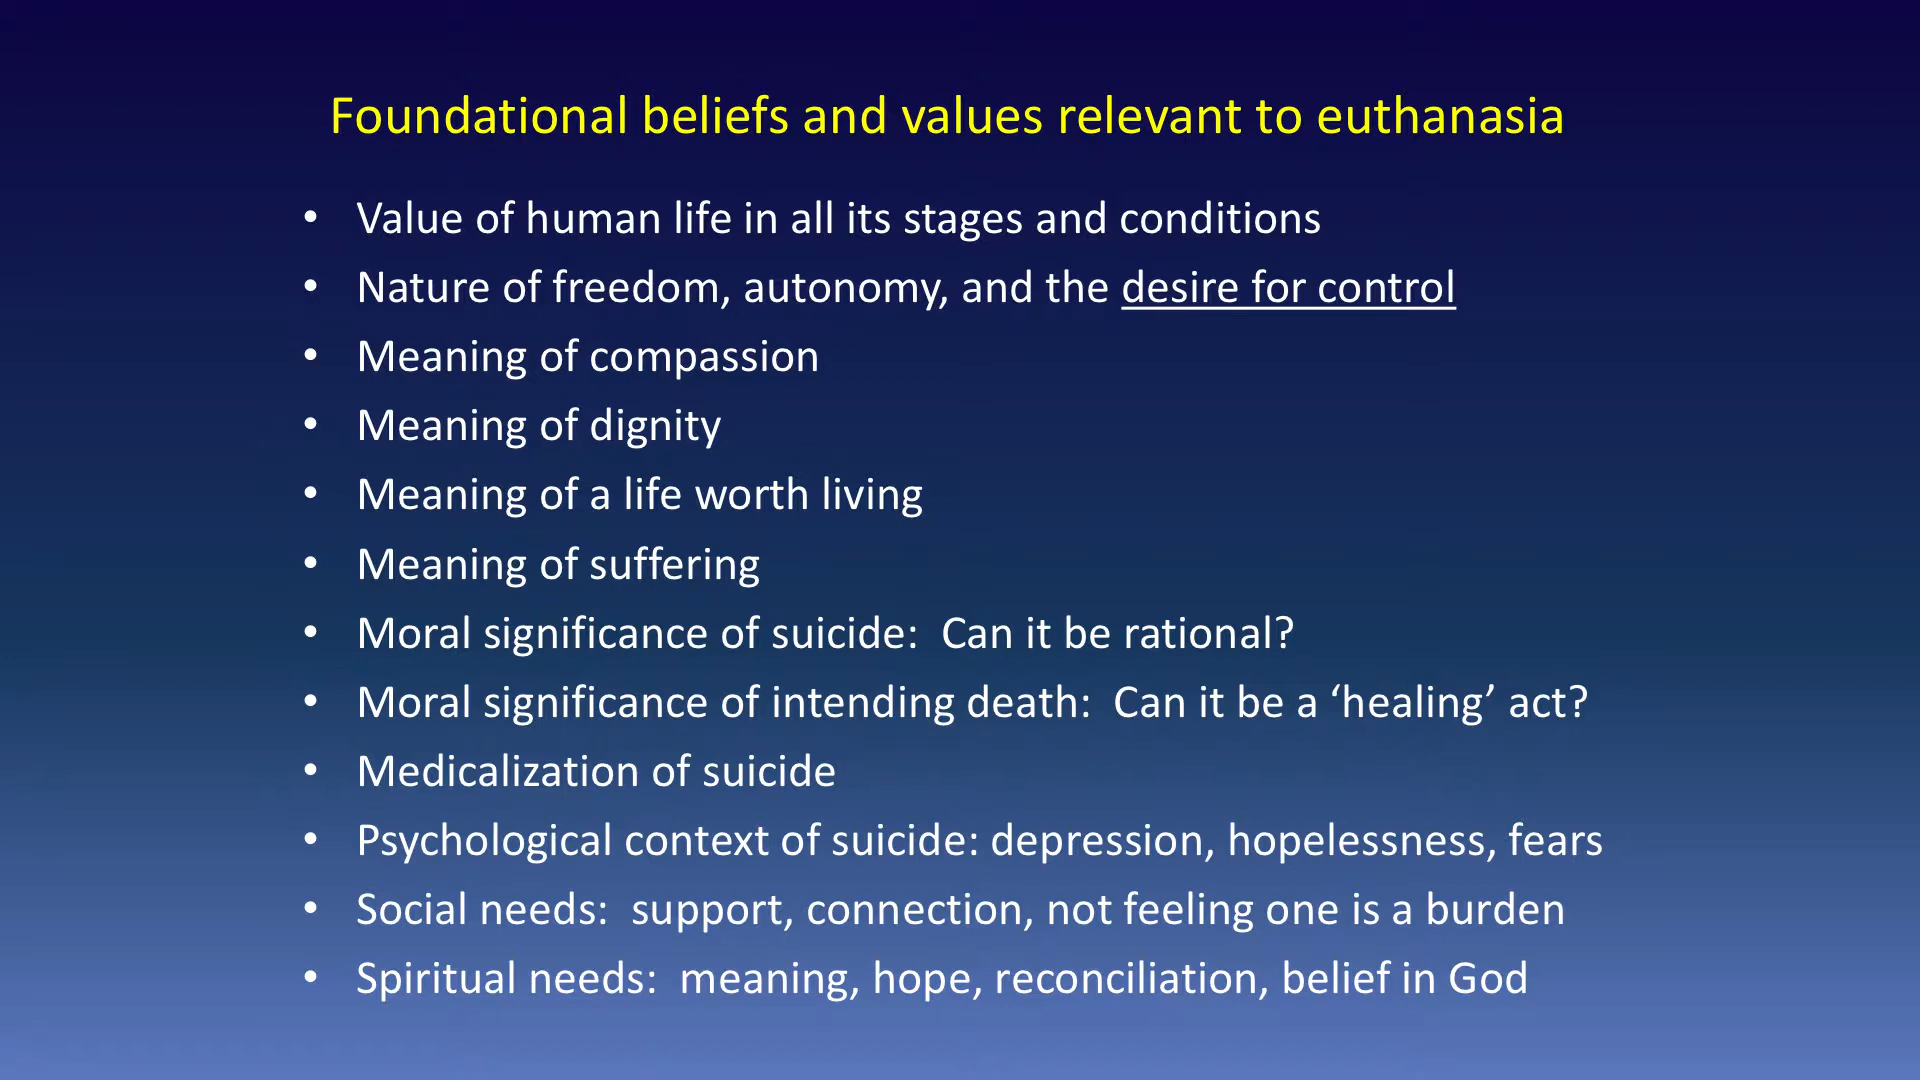 Foundational beliefs and values relevant to euthanasia
• Value of human life in all its stages and conditions
• Nature of freedom, autonomy, and the desire for control
• Meaning of compassion
• Meaning of dignity
• Meaning of a life worth living
• Meaning of suffering
• Moral significance of suicide:  Can it be rational?
• Moral significance of intending death:  Can it be a ‘healing’ act?
• Medicalization of suicide
• Psychological context of suicide: depression, hopelessness, fears
• Social needs:  support, connection, not feeling one is a burden
• Spiritual needs:  meaning, hope, reconciliation, belief in God